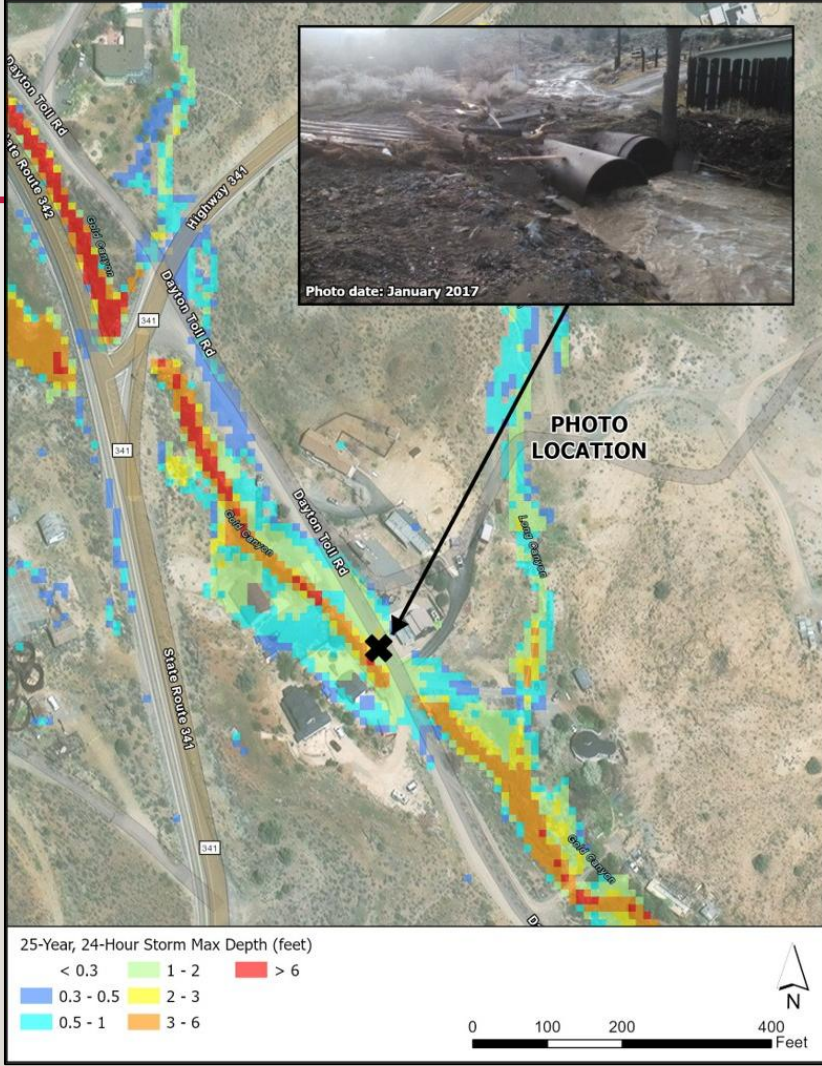 Dayton Toll Rd
State Route 342
Gold Canyon
Highway 341
Photo date: January 2017
341
Dayton Toll Rd
341
PHOTO
LOCATION
Dayton Toll Rd
Gold Canyon
Long Canyon
State Route 341
341
Gold Canyon
25-Year, 24-Hour Storm Max Depth (feet)
< 0.3
1 - 2
> 6
0.3 - 0.5
2 - 3
0.5 - 1
3 - 6
N
0 100 200 400
Feet